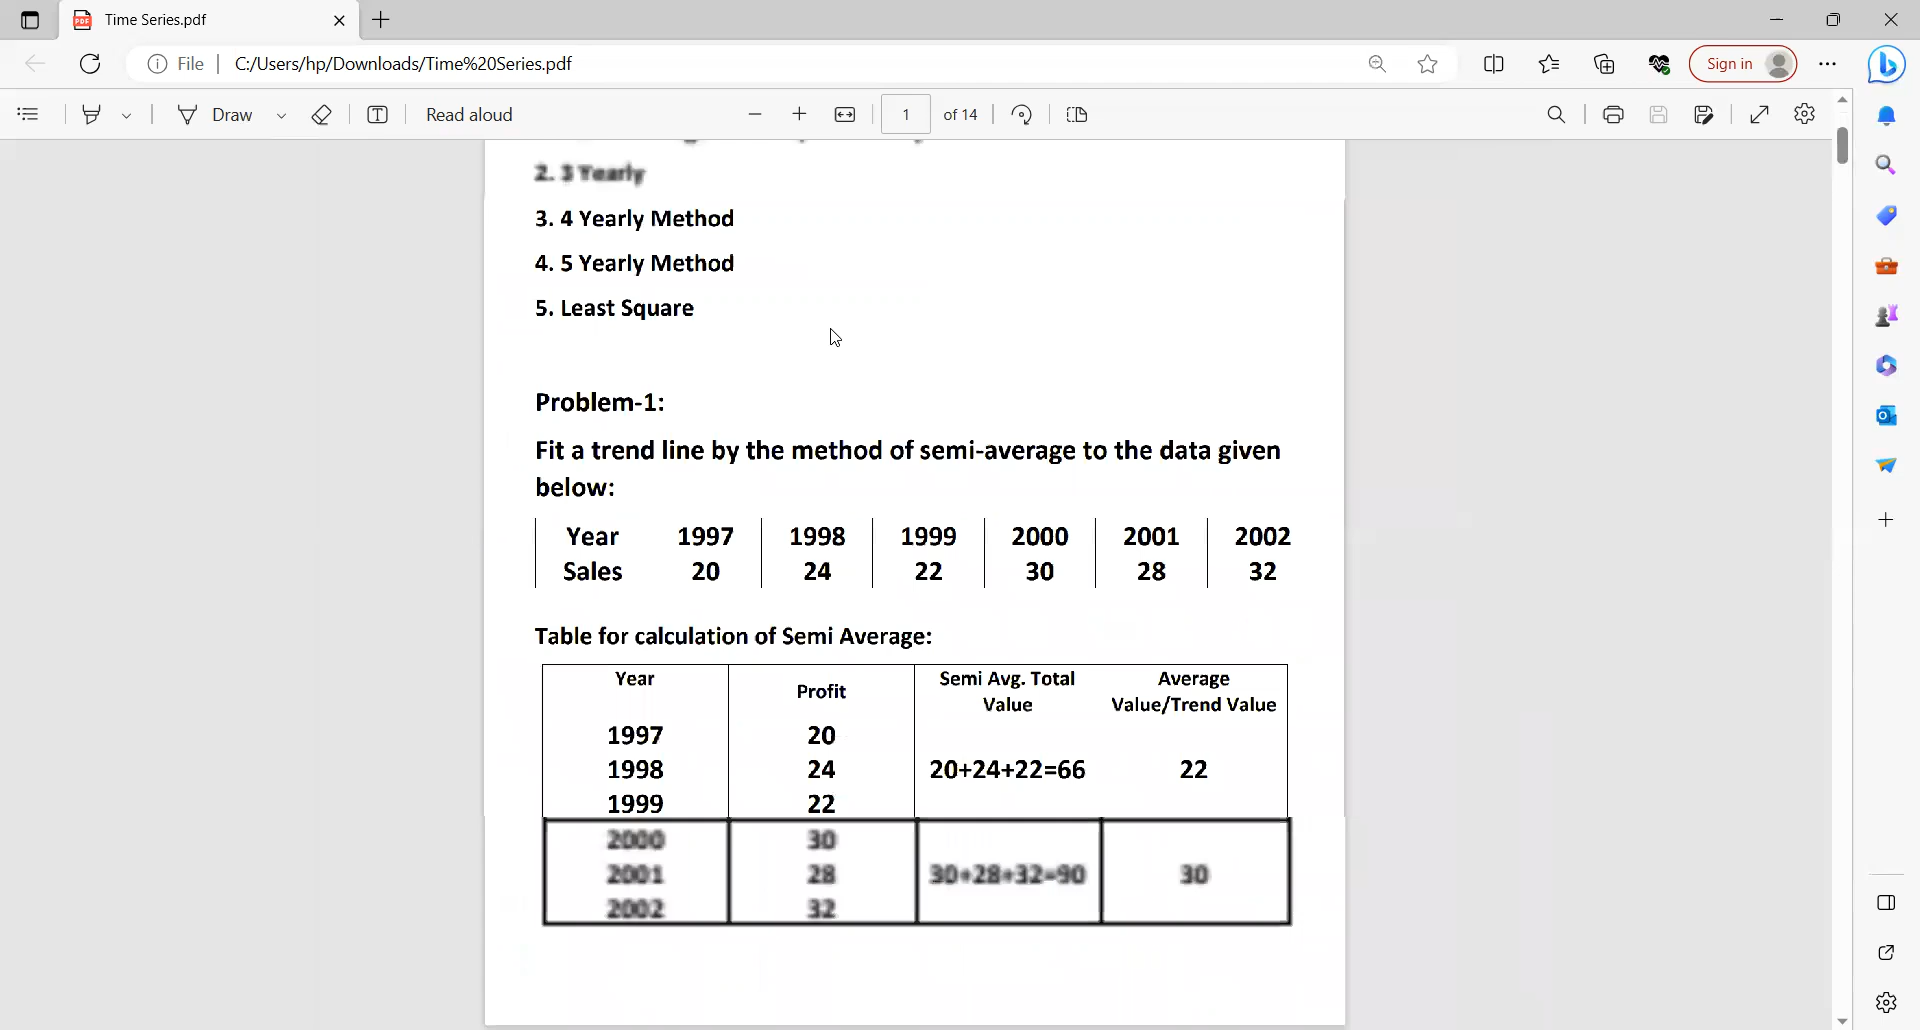 Time Series.pdf
File
C:/Users/hp/Downloads/Time%20Series.pdf
Sign in
Draw
Read aloud
1 of 14
2. 3 Yearly
3. 4 Yearly Method
4. 5 Yearly Method
5. Least Square
Problem-1:
Fit a trend line by the method of semi-average to the data given
below:
Year 1997 1998 1999 2000 2001 2002
Sales 20 24 22 30 28 32
Table for calculation of Semi Average:
Year Profit Semi Avg. Total Value Average Value/Trend Value
1997 20
1998 24 20+24+22=66 22
1999 22
2000 30
2001 28 30+28+32=90 30
2002 32